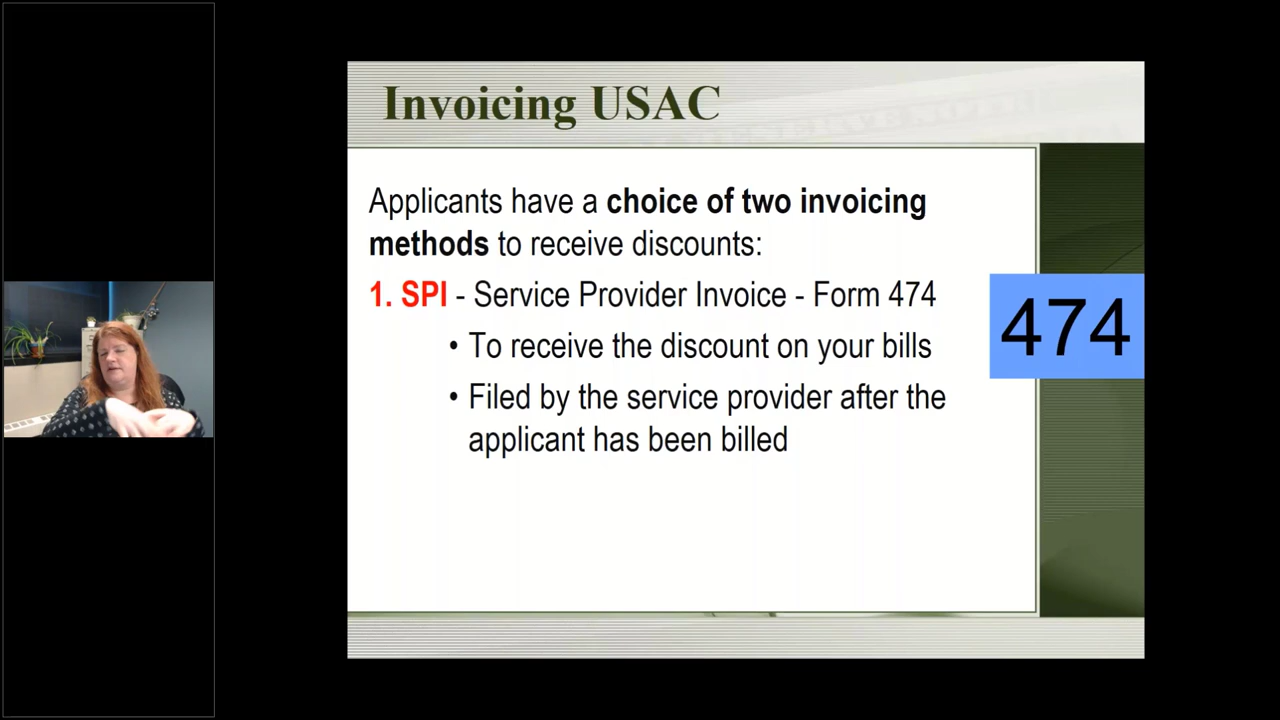 Invoicing USAC
Applicants have a choice of two invoicing
methods to receive discounts:
1. SPI - Service Provider Invoice - Form 474
• To receive the discount on your bills
• Filed by the service provider after the
applicant has been billed
474